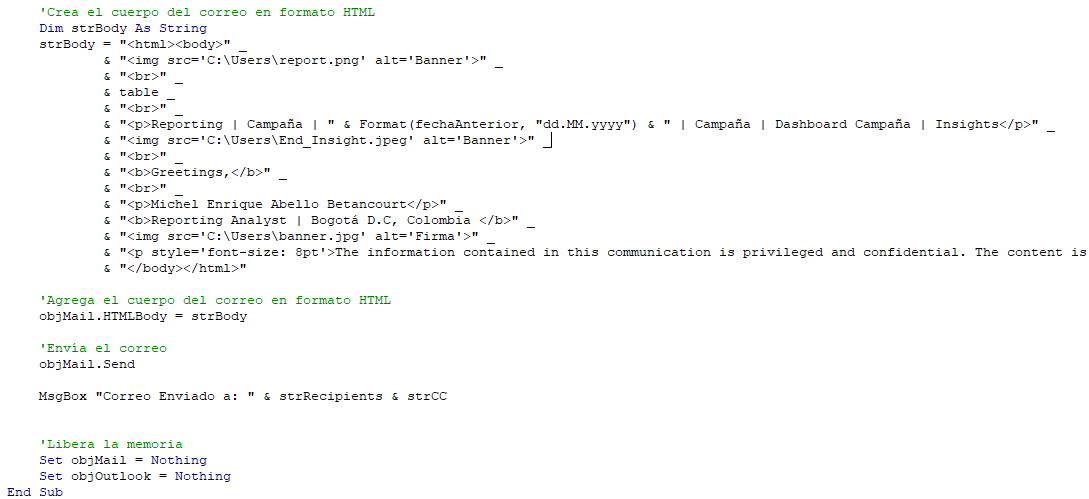 'Crea el cuerpo del correo en formato HTML
Dim strBody As String
strBody = "<html><body>" _
& "<img src='C:\Users\report.png' alt='Banner'>" _
& "<br>" _
& table _
& "<br>" _
& "<p>Reporting | Campaña | " & Format(fechaAnterior, "dd.MM.yyyy") & " | Campaña | Dashboard Campaña | Insights</p>" _
& "<img src='C:\Users\End_Insight.jpeg' alt='Banner'>" _
& "<br>" _
& "<b>Greetings,</b>" _
& "<br>" _
& "<p>Michel Enrique Abello Betancourt</p>" _
& "<b>Reporting Analyst | Bogotá D.C, Colombia </b>" _
& "<img src='C:\Users\banner.jpg' alt='Firma'>" _
& "<p style='font-size: 8pt'>The information contained in this communication is privileged and confidential. The content is
& "</body></html>"
'Agrega el cuerpo del correo en formato HTML
objMail.HTMLBody = strBody
'Envía el correo
objMail.Send
MsgBox "Correo Enviado a: " & strRecipients & strCC
'Libera la memoria
Set objMail = Nothing
Set objOutlook = Nothing
End Sub